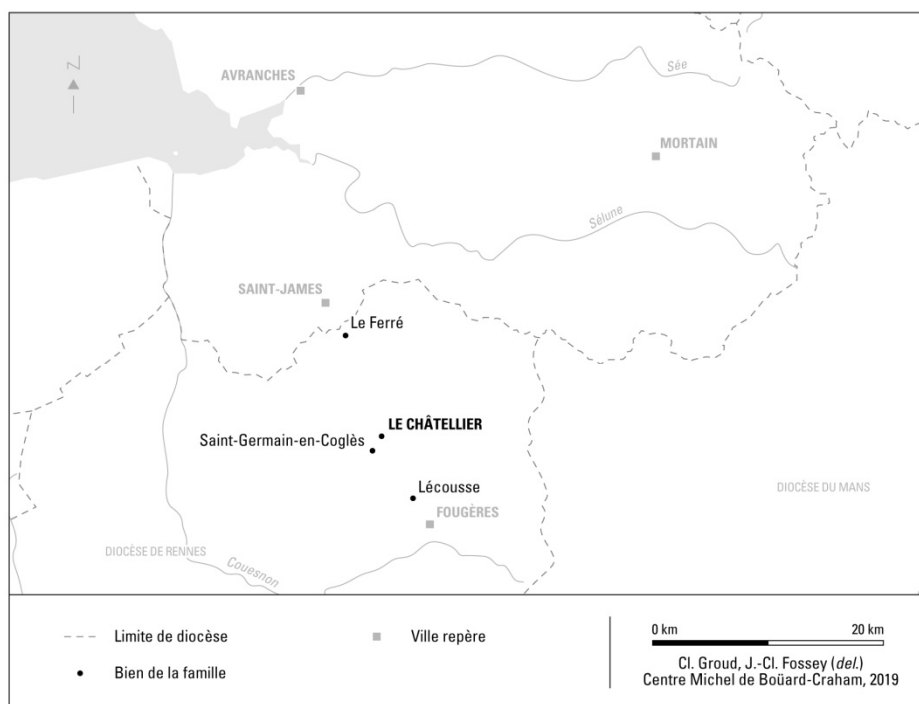 N
AVRANCHES
Sée
MORTAIN
Sélune
SAINT-JAMES
Le Ferré
LE CHÂTELLIER
Saint-Germain-en-Coglès
Lécousse
DIOCÈSE DU MANS
FOUGÈRES
DIOCÈSE DE RENNES
Couesnon
Limite de diocèse
Ville repère
Bien de la famille
0 km 20 km
Cl. Groud, J.-Cl. Fossey (del.)
Centre Michel de Boüard-Craham, 2019